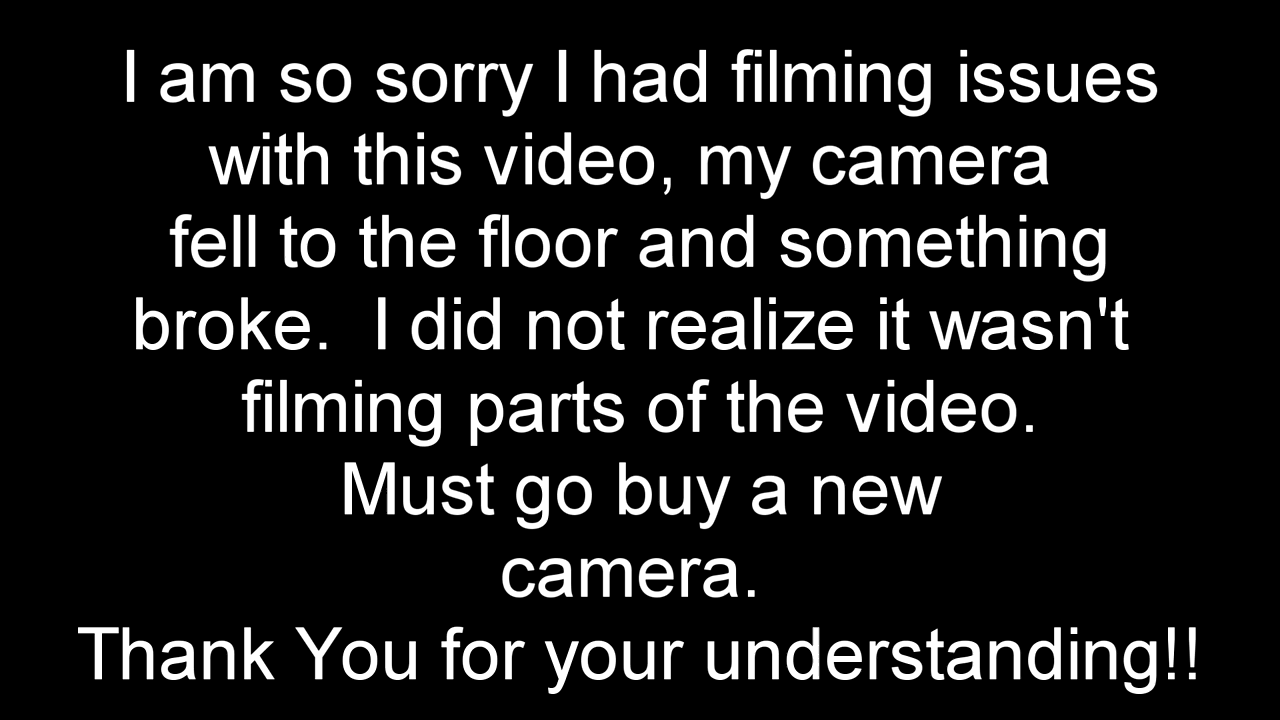 I am so sorry I had filming issues
with this video, my camera
fell to the floor and something
broke.  I did not realize it wasn't
filming parts of the video.
Must go buy a new
camera.
Thank You for your understanding!!